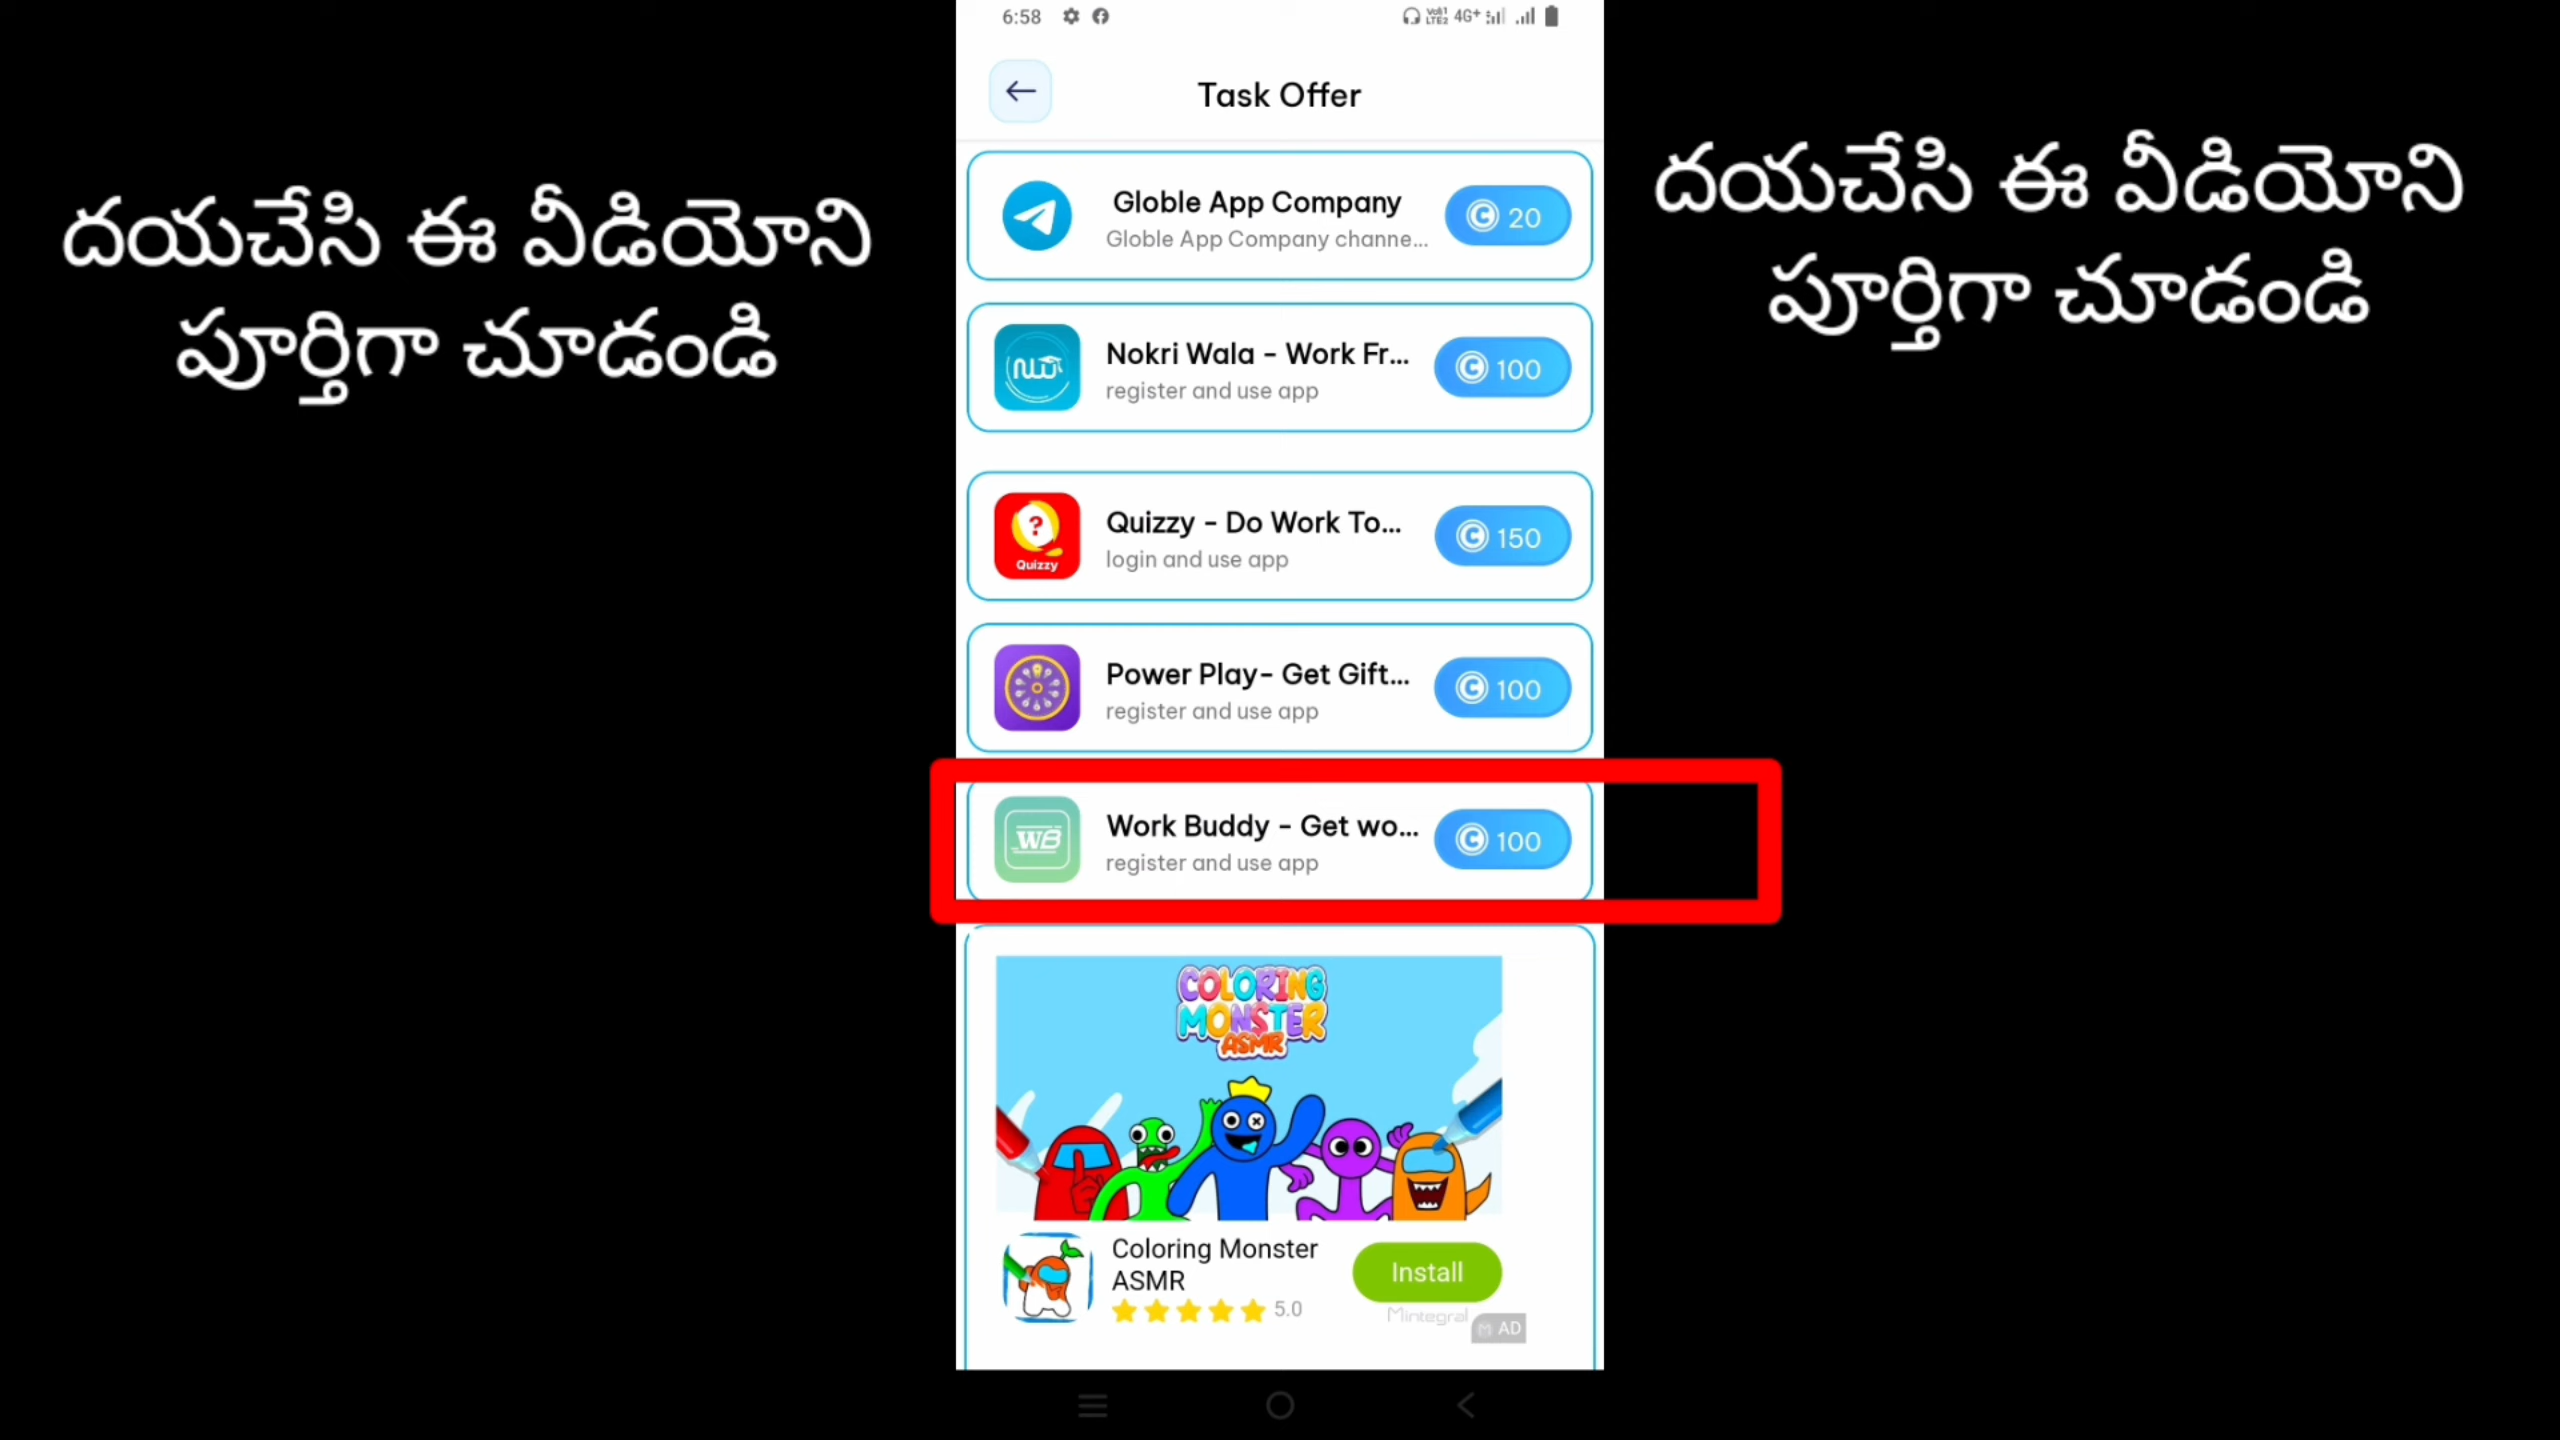 6:58
VoI1 LTE2 4G+
Task Offer
దయచేసి ఈ వీడియోని
పూర్తిగా చూడండి
దయచేసి ఈ వీడియోని
పూర్తిగా చూడండి
Globle App Company
Globle App Company channe...
20
Nokri Wala - Work Fr...
register and use app
100
Quizzy
Quizzy - Do Work To...
login and use app
150
Power Play- Get Gift...
register and use app
100
WB
Work Buddy - Get wo...
register and use app
100
COLORING
MONSTER
ASMR
Coloring Monster
ASMR
5.0
Install
Mintegral
AD